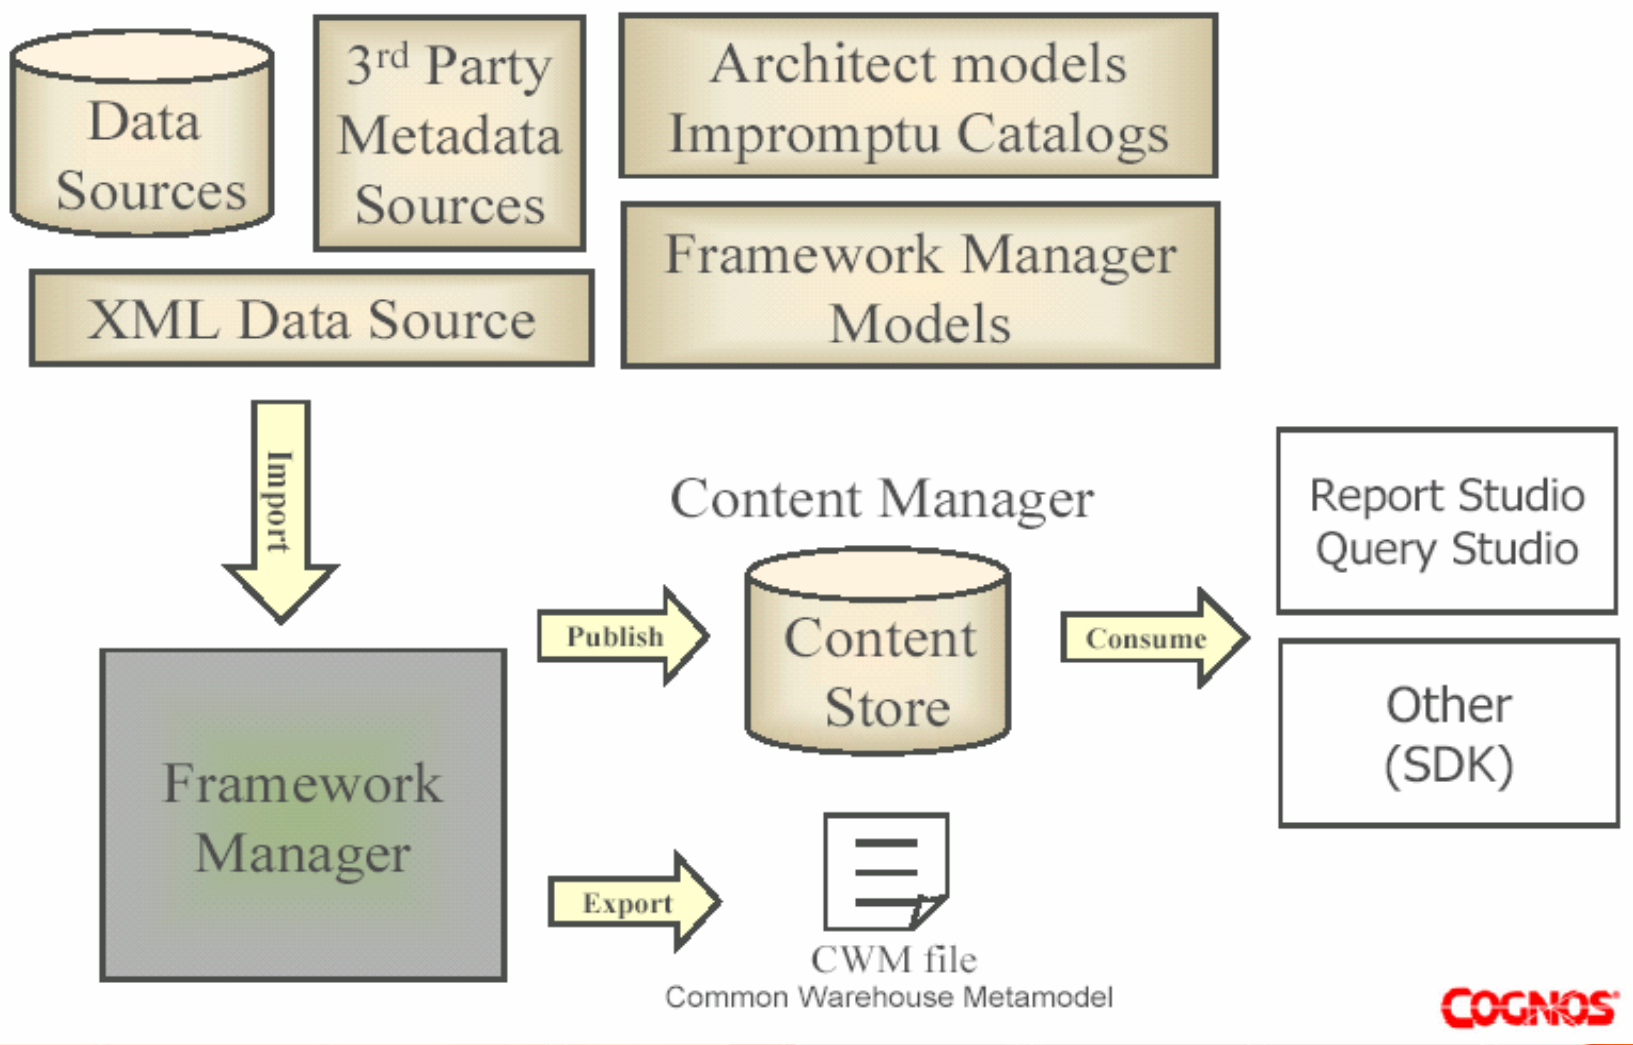 Data
Sources
3rd Party
Metadata
Sources
Architect models
Impromptu Catalogs
XML Data Source
Framework Manager
Models
Import
Content Manager
Report Studio
Query Studio
Publish
Content
Store
Consume
Other
(SDK)
Framework
Manager
Export
CWM file
Common Warehouse Metamodel
COGNOS